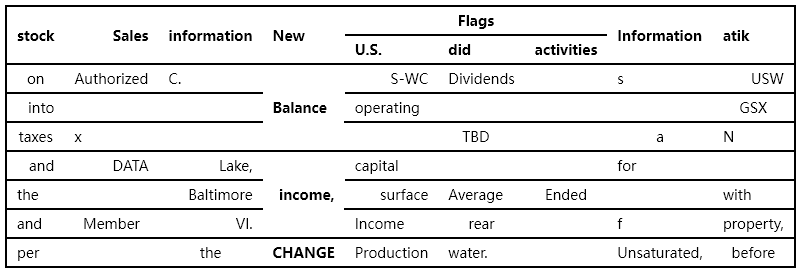 Flags
stock Sales information New U.S. did activities Information atik
on Authorized C. S-WC Dividends s USW
into Balance operating GSX
taxes x TBD a N
and DATA Lake, capital for
the Baltimore income, surface Average Ended with
and Member VI. Income rear f property,
per the CHANGE Production water. Unsaturated, before